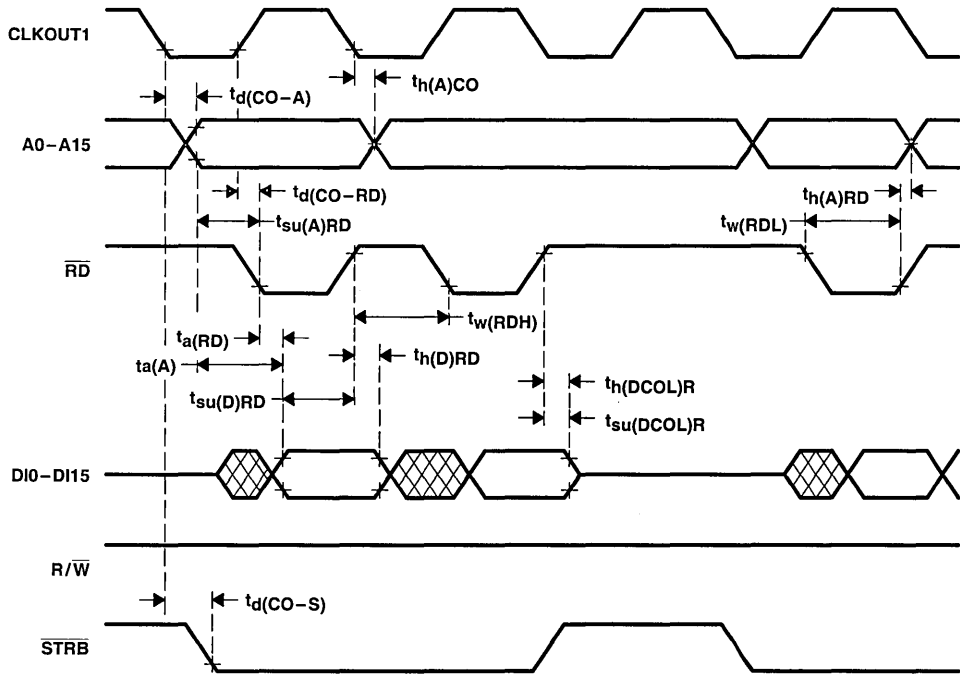 CLKOUT1
th(A)CO
td(CO–A)
A0–A15
td(CO–RD)
th(A)RD
tsu(A)RD
tw(RDL)
RD
tw(RDH)
ta(RD)
th(D)RD
ta(A)
th(DCOL)R
tsu(D)RD
tsu(DCOL)R
DI0–DI15
R/W
td(CO–S)
STRB